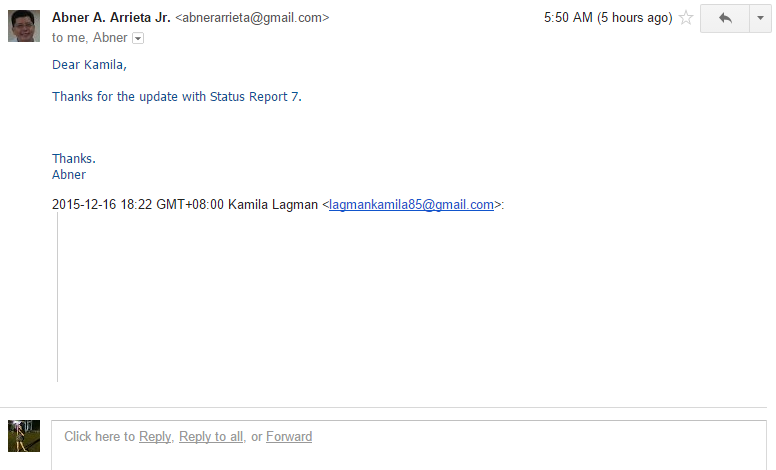 Abner A. Arrieta Jr. <abnerarrieta@gmail.com> 5:50 AM (5 hours ago)
to me, Abner
Dear Kamila,
Thanks for the update with Status Report 7.
Thanks.
Abner
2015-12-16 18:22 GMT+08:00 Kamila Lagman <lagmankamila85@gmail.com>:
Click here to Reply, Reply to all, or Forward